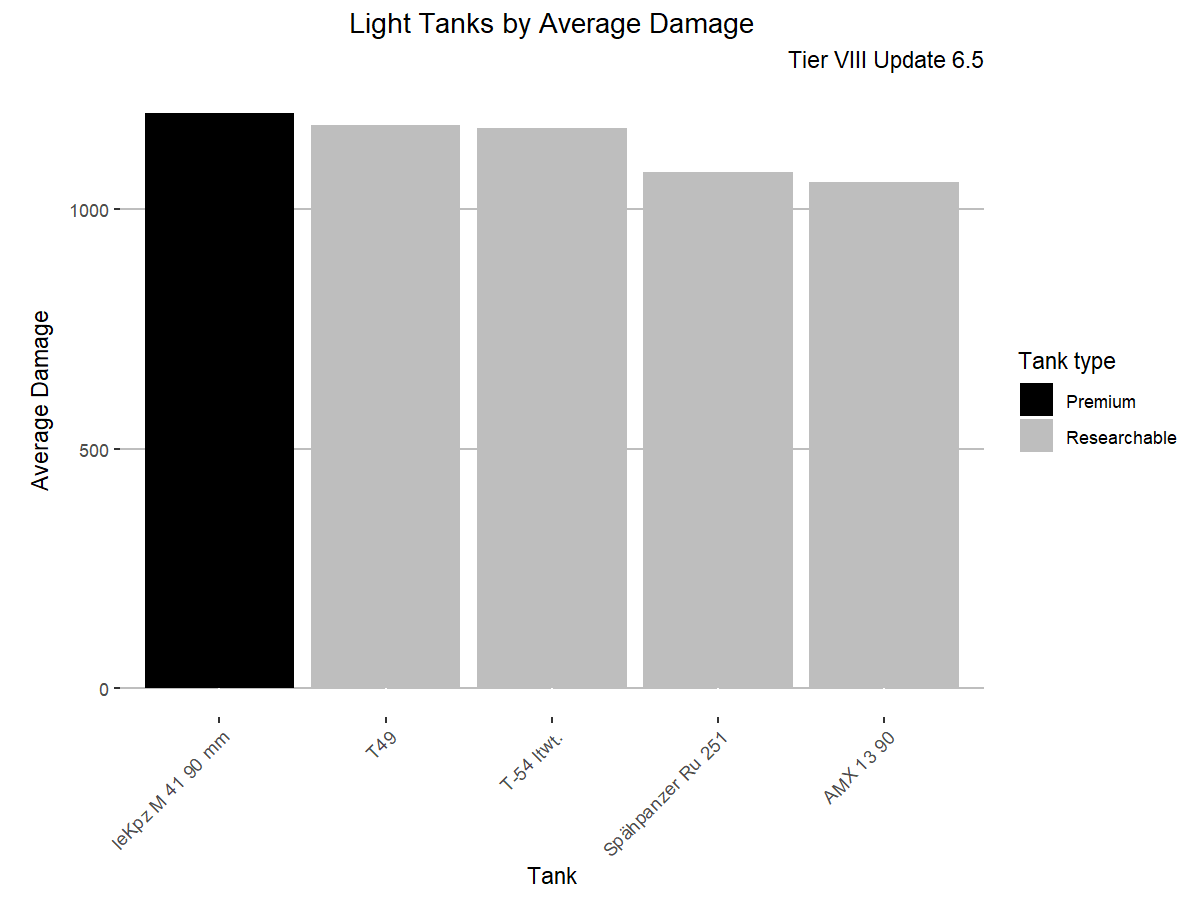 Light Tanks by Average Damage
Tier VIII Update 6.5
Average Damage
1000
500
0
leKpz M 41 90 mm
T49
T-54 ltwt.
Spähpanzer Ru 251
AMX 13 90
Tank
Tank type
Premium
Researchable